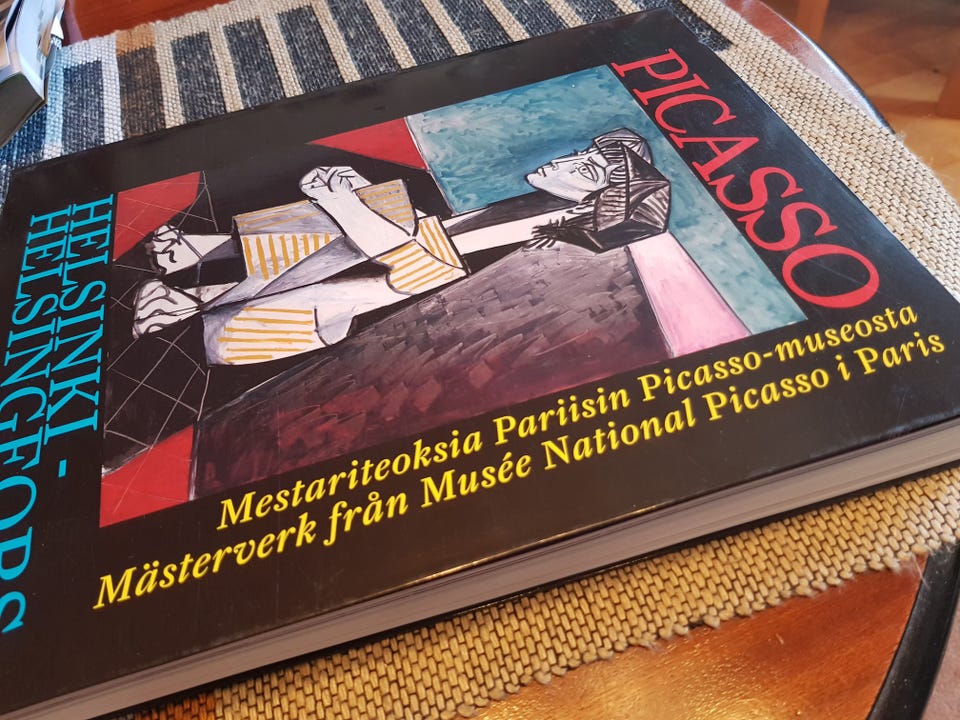 PICASSO
Mestariteoksia Pariisin Picasso-museosta
Mästerverk från Musée National Picasso i Paris
HELSINKI -
HELSINGFORS